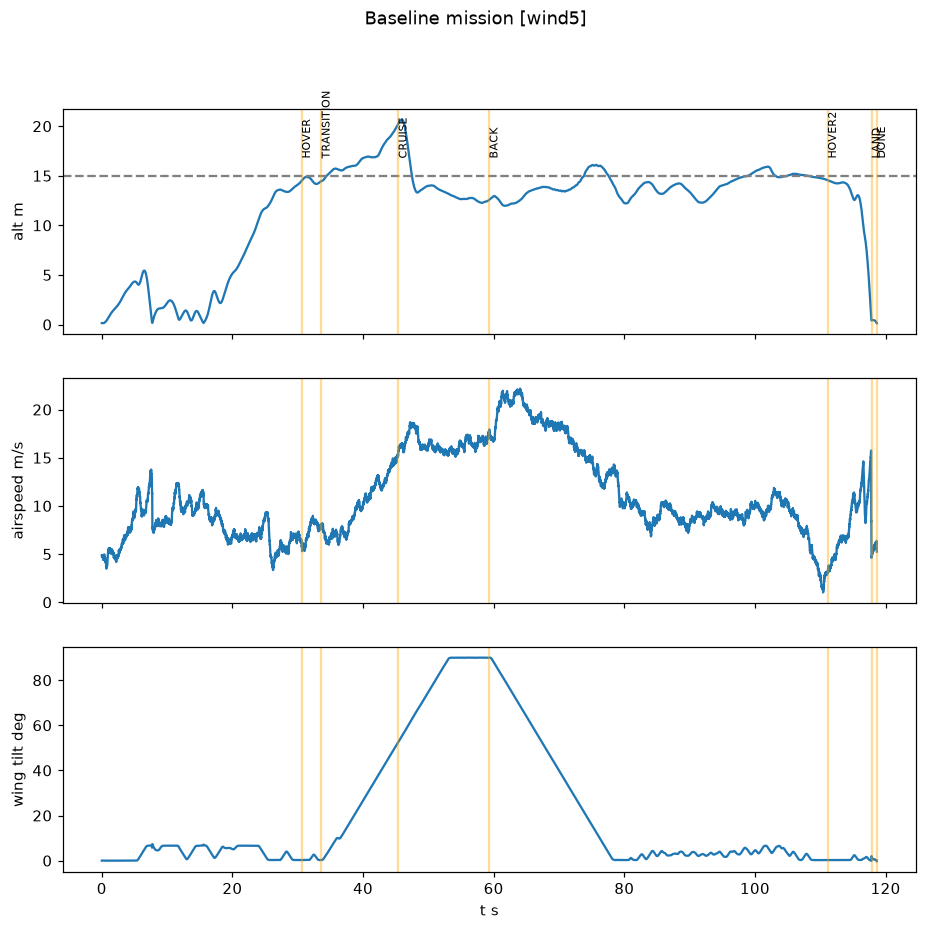 Baseline mission [wind5]
HOVER
TRANSITION
CRUISE
BACK
HOVER2
LAND
DONE
alt m
20
15
10
5
0
airspeed m/s
20
15
10
5
0
wing tilt deg
80
60
40
20
0
0 20 40 60 80 100 120
t s